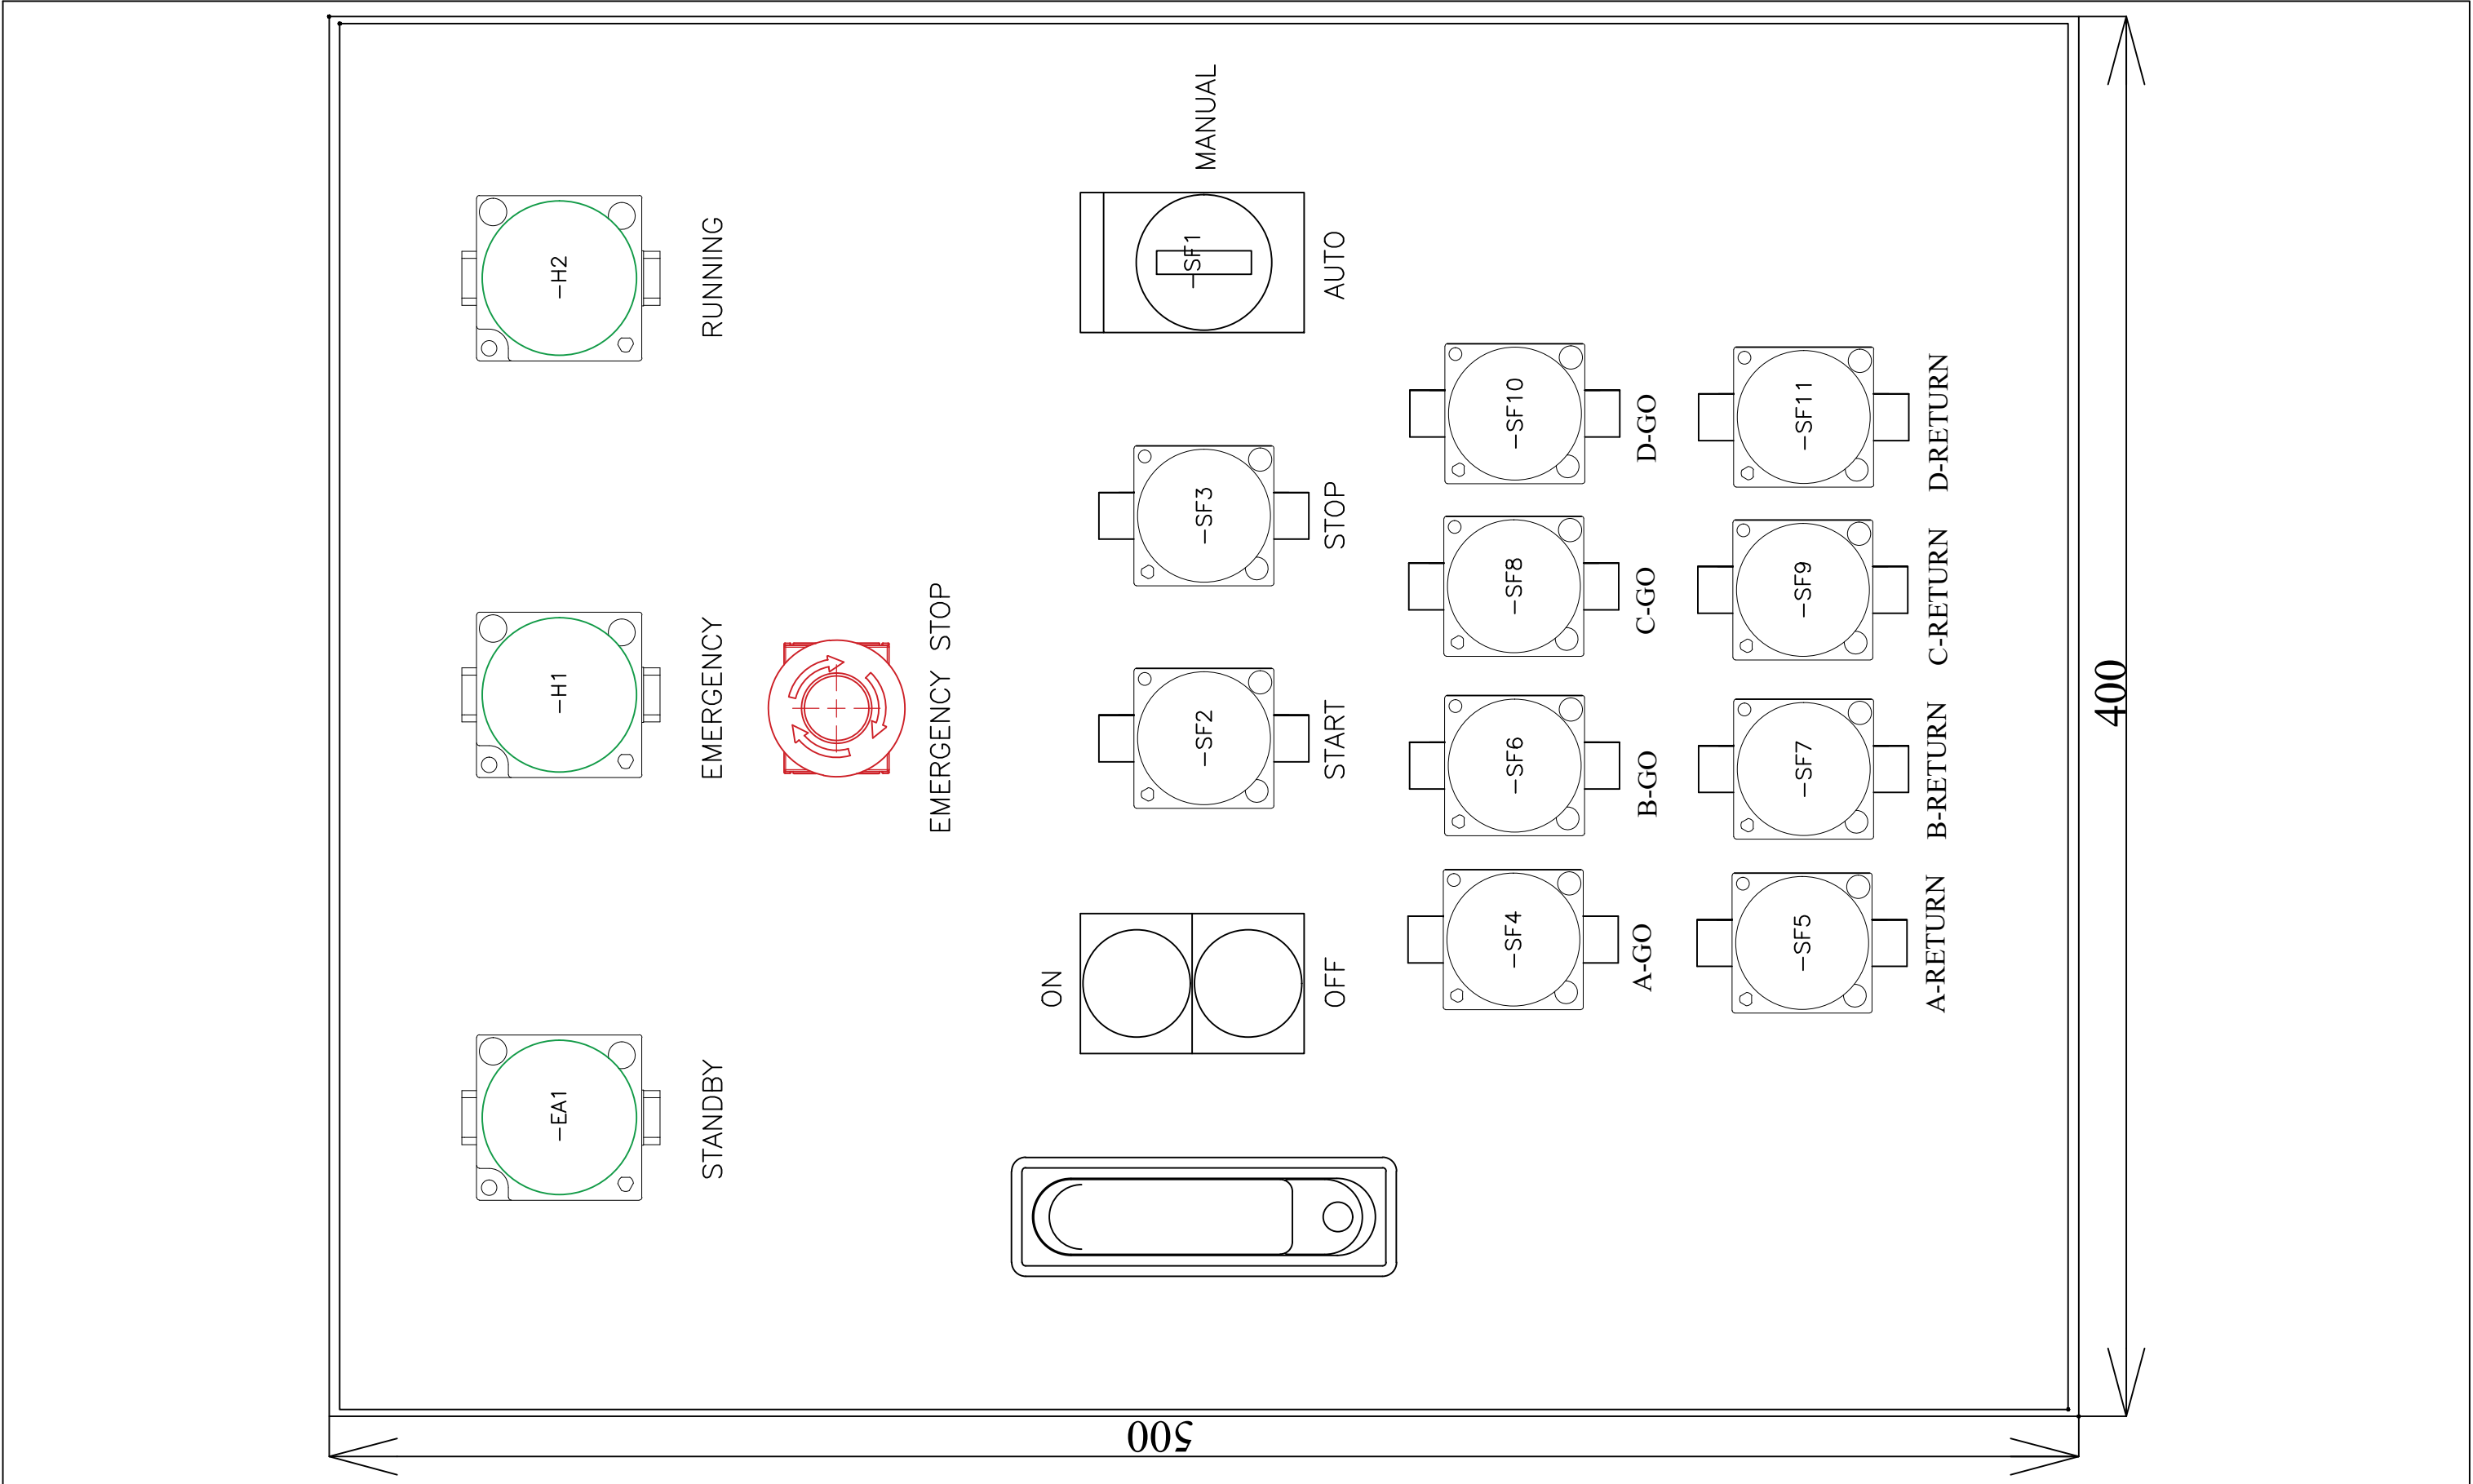 -EA1
-H1
-H2
STANDBY
EMERGENCY
RUNNING
EMERGENCY STOP
ON
MANUAL
-SF2
-SF3
-SF1
OFF
START
STOP
AUTO
-SF4
-SF6
-SF8
-SF10
A-GO
B-GO
C-GO
D-GO
-SF5
-SF7
-SF9
-SF11
A-RETURN
B-RETURN
C-RETURN
D-RETURN
400
500